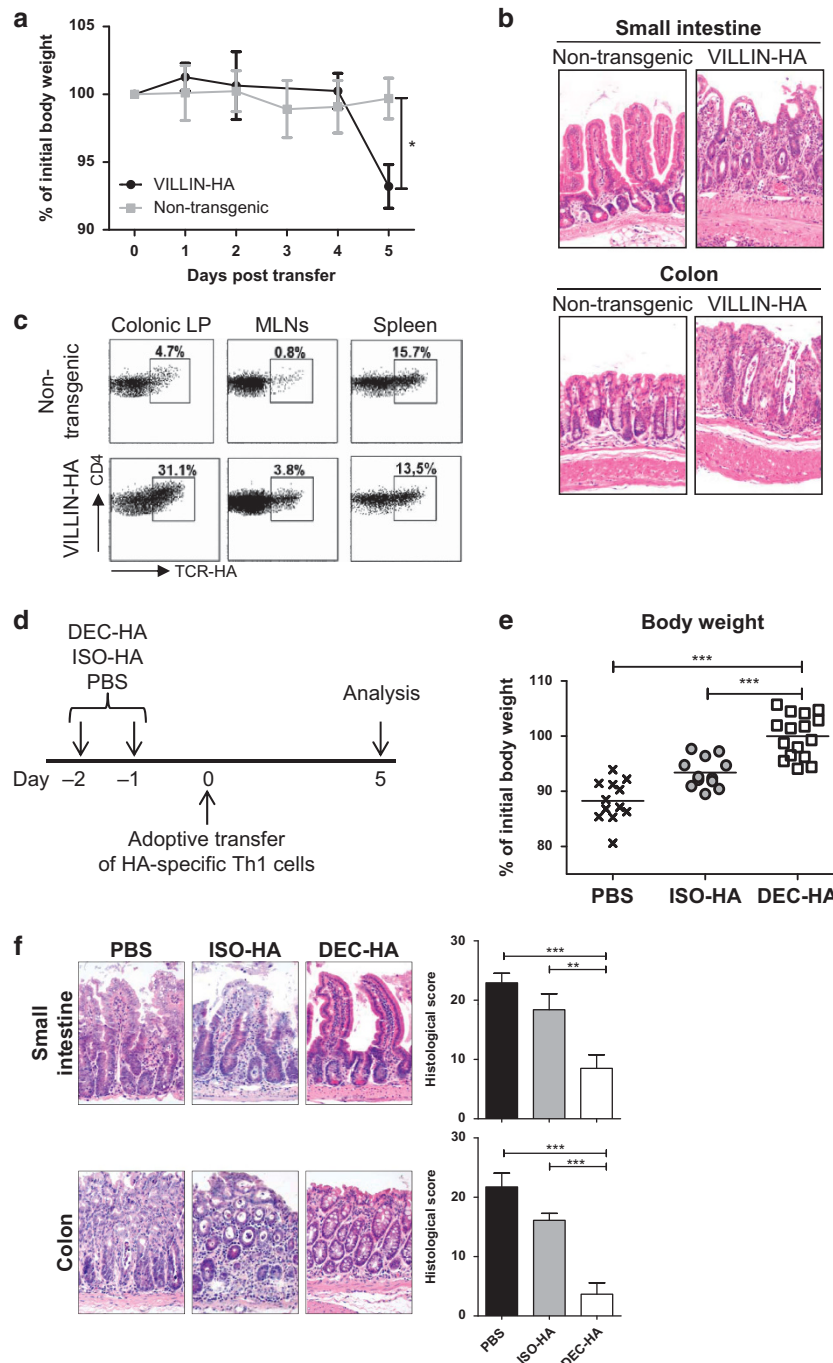 a
105
100
95
90
% of initial body weight
VILLIN-HA
Non-transgenic
*
0 1 2 3 4 5
Days post transfer
b
Small intestine
Non-transgenic VILLIN-HA
Colon
Non-transgenic VILLIN-HA
c
Colonic LP MLNs Spleen
Non-
transgenic
4.7% 0.8% 15.7%
VILLIN-HA
31.1% 3.8% 13,5%
CD4
TCR-HA
d
DEC-HA
ISO-HA
PBS
Analysis
Day –2 –1 0 5
Adoptive transfer
of HA-specific Th1 cells
e
Body weight
***
***
110
100
90
80
% of initial body weight
PBS ISO-HA DEC-HA
f
PBS ISO-HA DEC-HA
Small
intestine
30
20
10
0
Histological score
***
**
Colon
30
20
10
0
Histological score
***
***
PBS
ISO-HA
DEC-HA